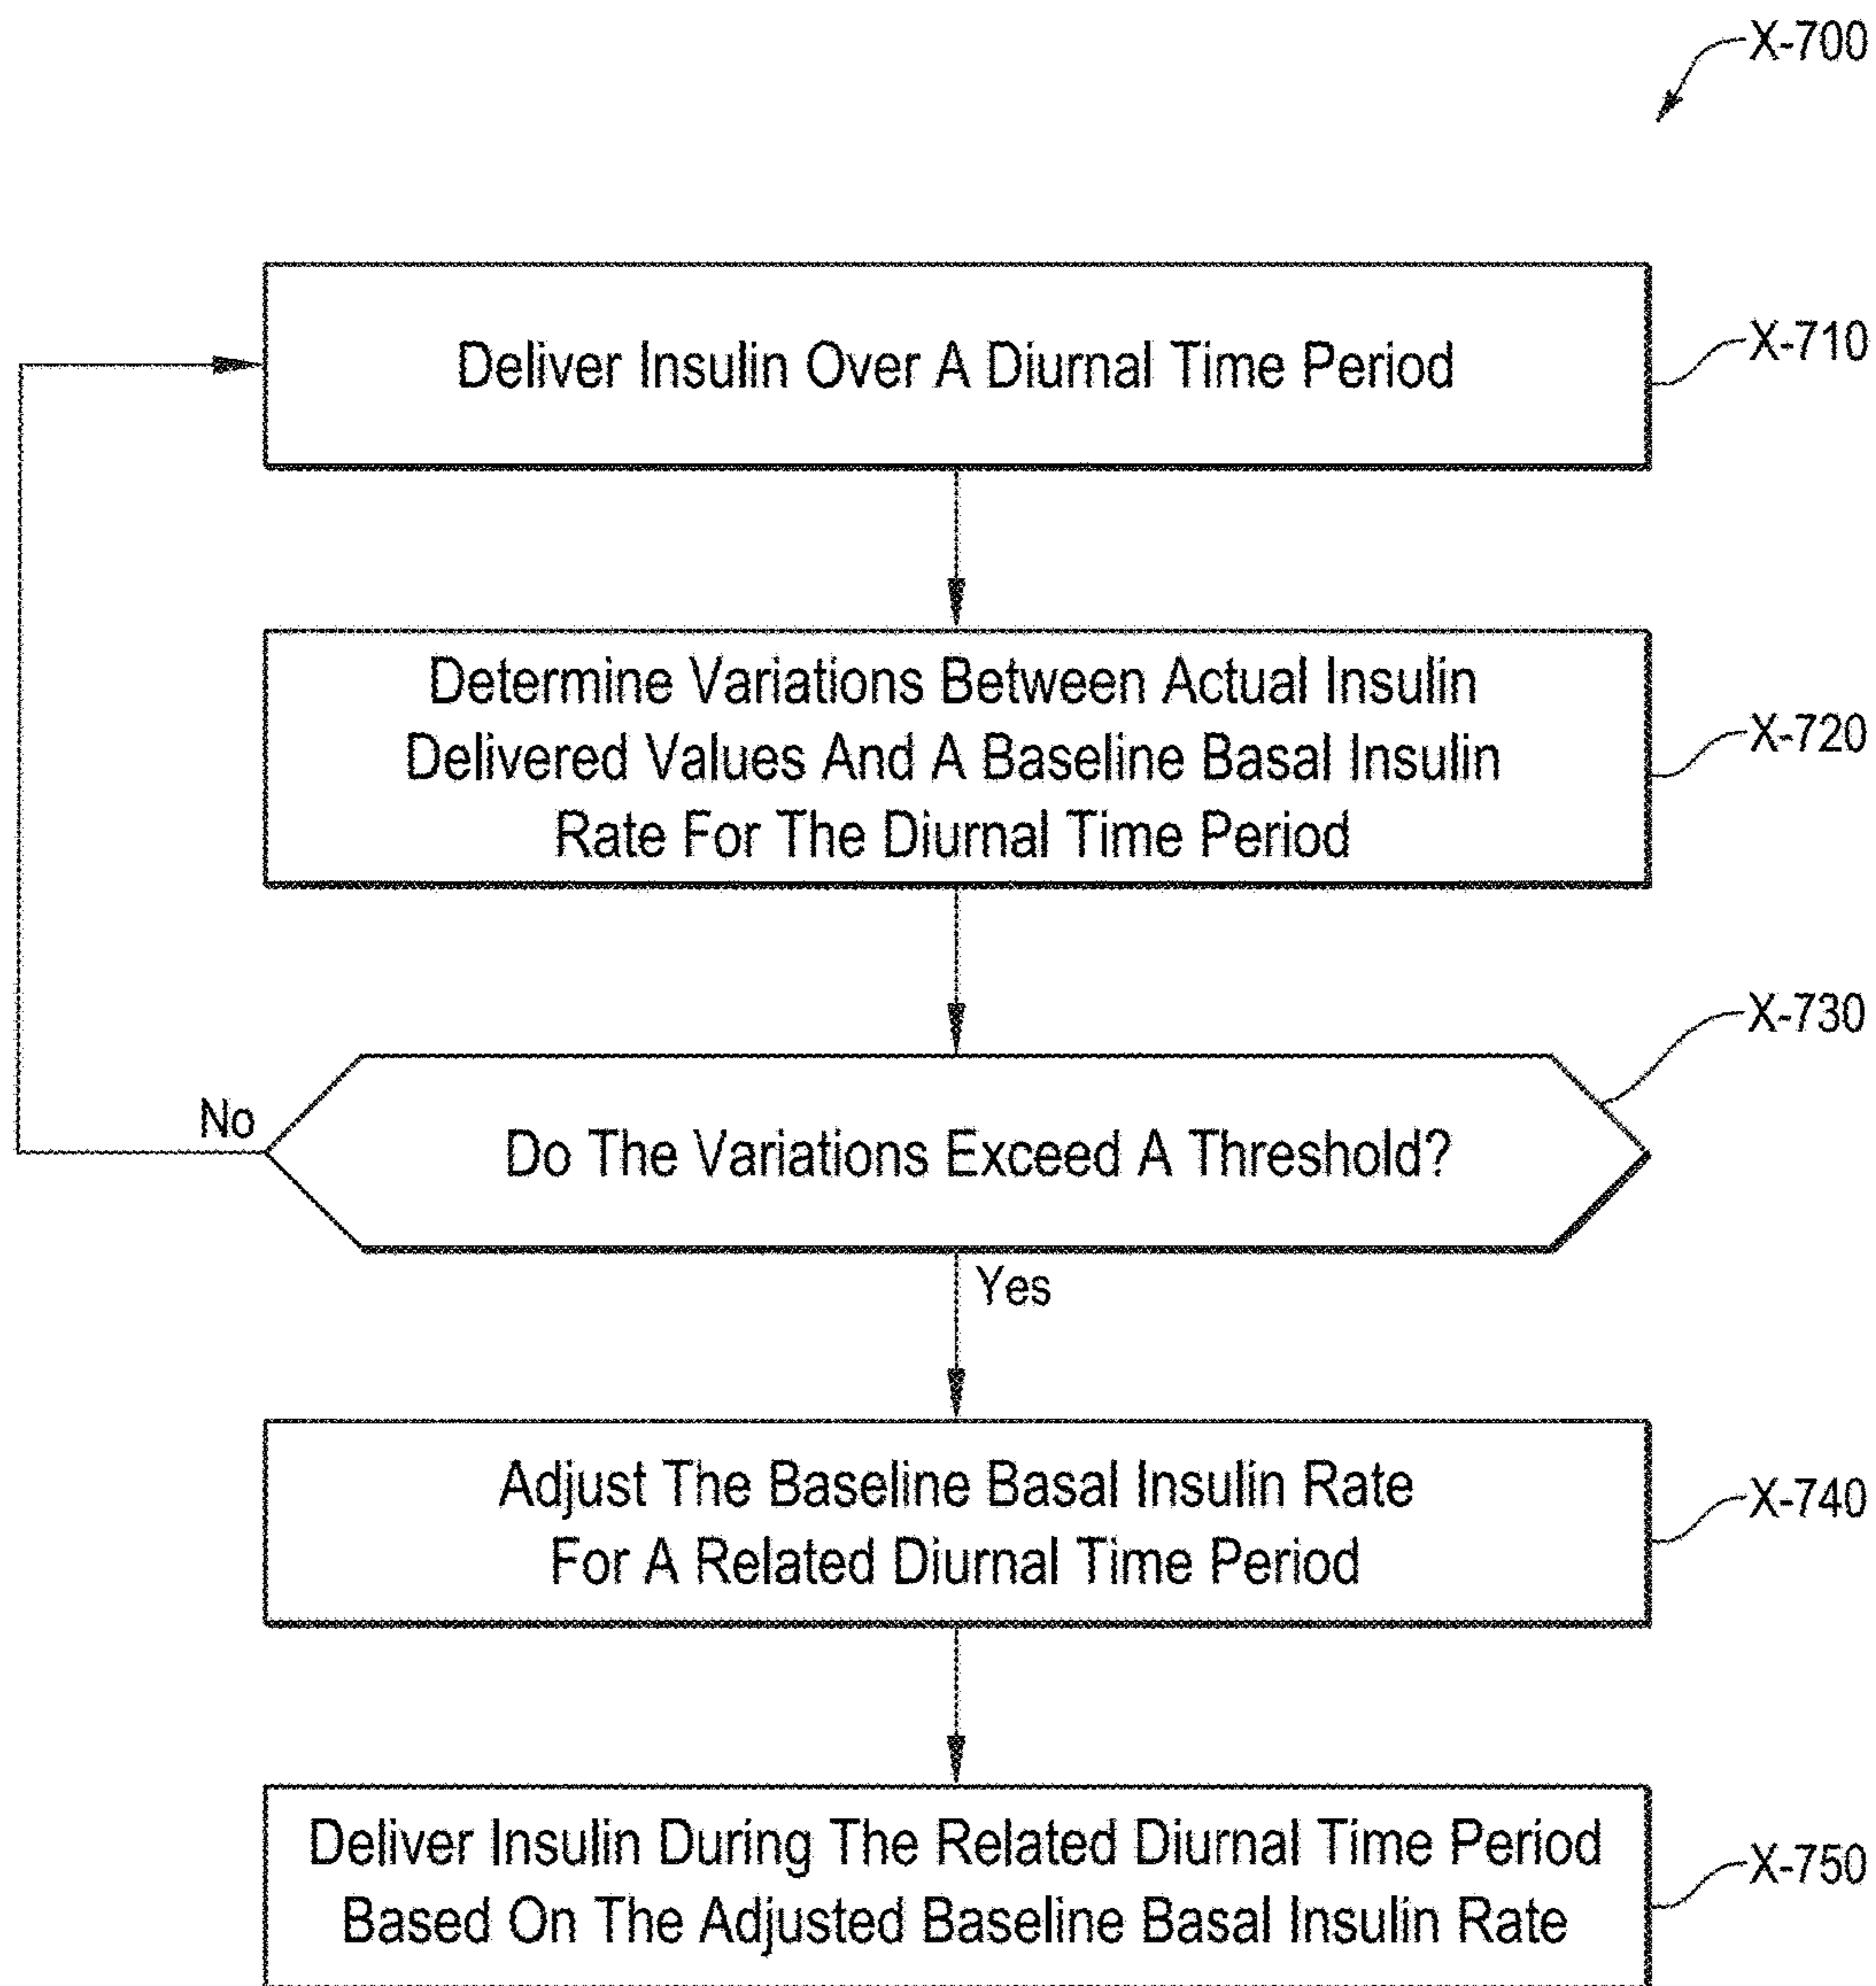 X-700
Deliver Insulin Over A Diurnal Time Period
X-710
Determine Variations Between Actual Insulin
Delivered Values And A Baseline Basal Insulin
Rate For The Diurnal Time Period
X-720
Do The Variations Exceed A Threshold?
X-730
No
Yes
Adjust The Baseline Basal Insulin Rate
For A Related Diurnal Time Period
X-740
Deliver Insulin During The Related Diurnal Time Period
Based On The Adjusted Baseline Basal Insulin Rate
X-750